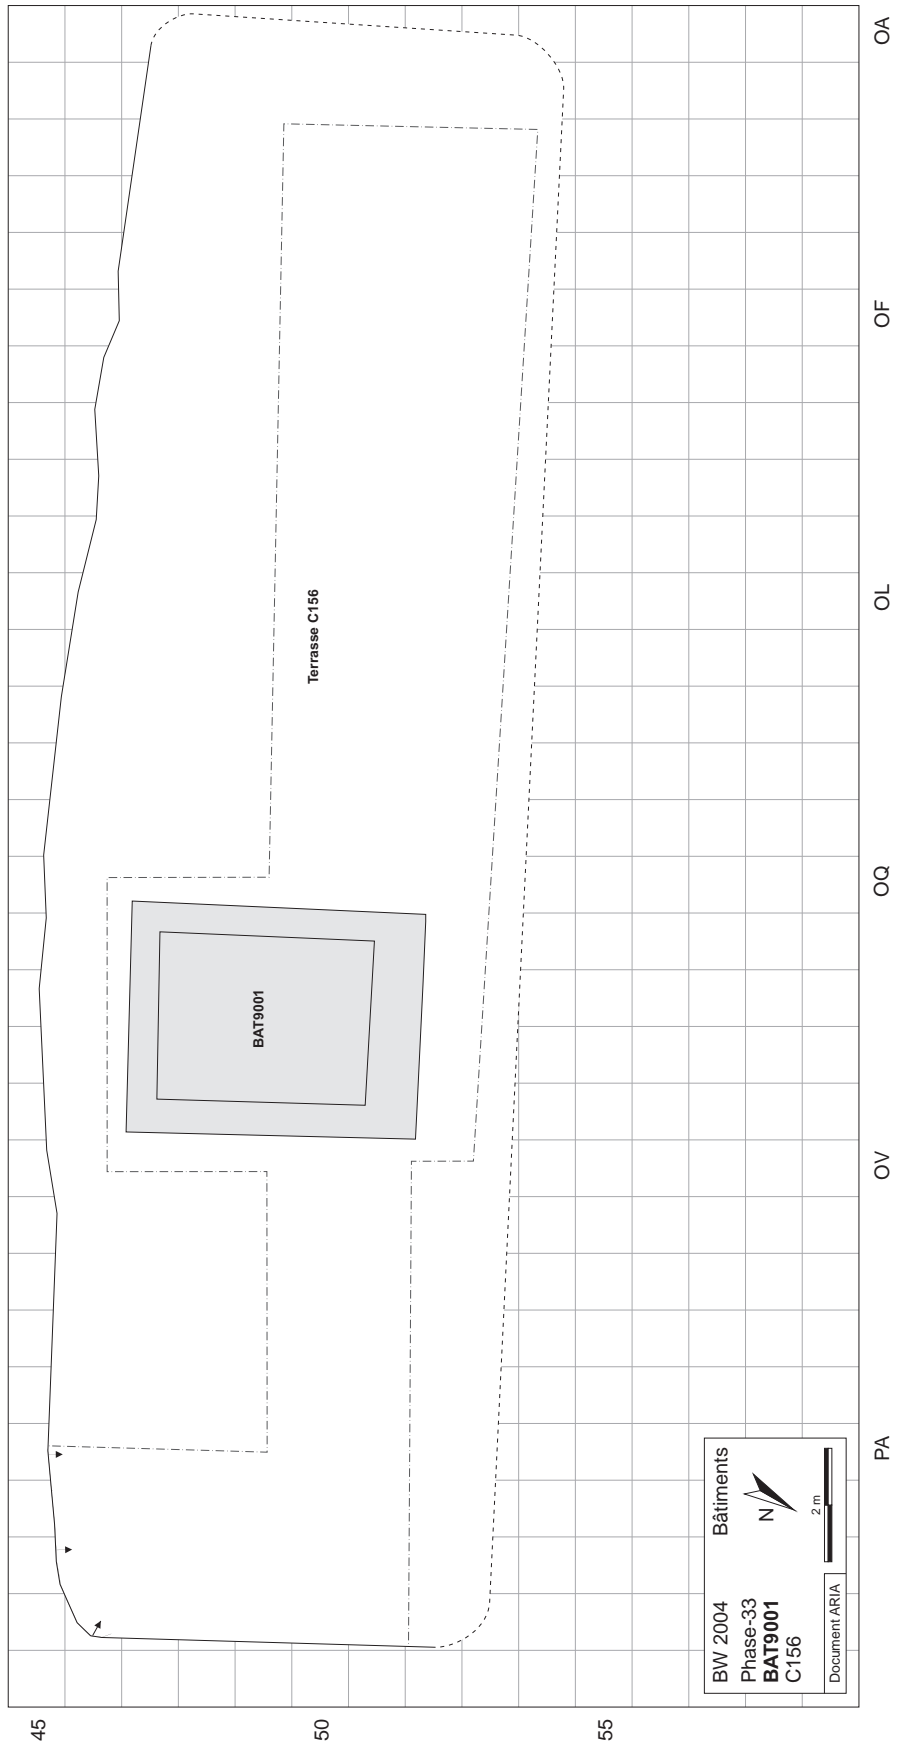 OA
OF
OL
OQ
OV
PA
45
50
55
Terrasse C156
BAT9001
BW 2004
Bâtiments
Phase-33
BAT9001
C156
N
2 m
Document ARIA